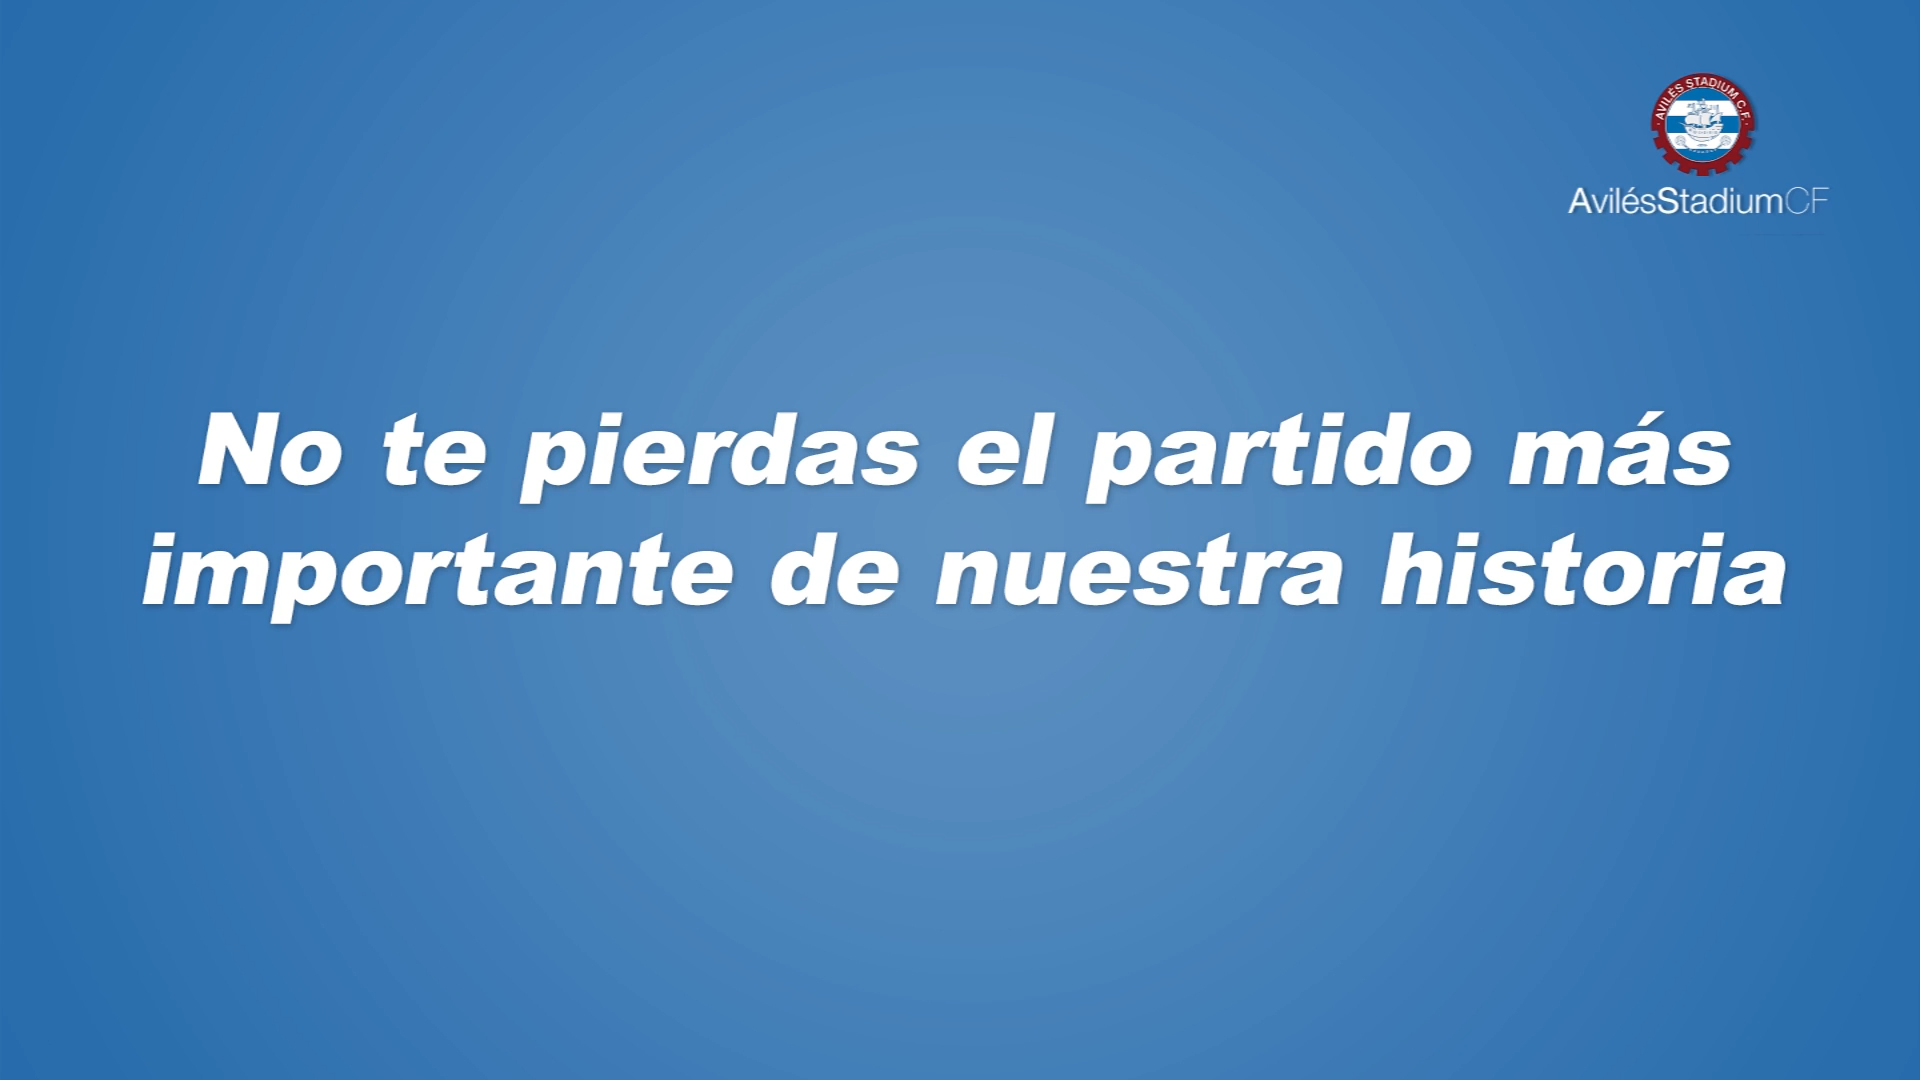 AVILÉS STADIUM C.F.
AvilésStadiumCF
No te pierdas el partido más
importante de nuestra historia